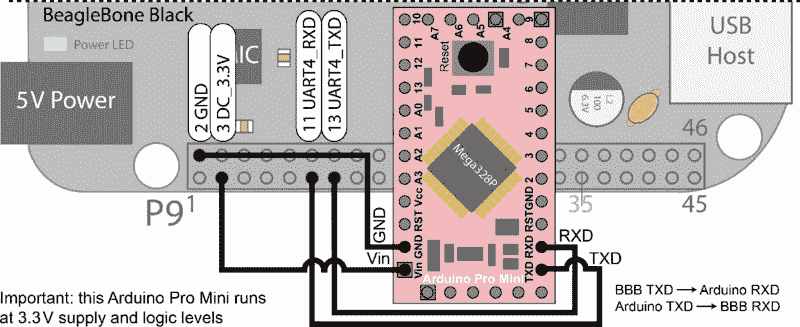 BeagleBone Black
Power LED
5V Power
2 GND
3 DC_3.3V
IC
11 UART4_RXD
13 UART4_TXD
10
11
12
13
A0
A1
A2
A3
Vcc
RST
GND
Vin
A7
A6
A5
A4
Reset
9
8
7
6
5
4
3
2
GND
RST
RXD
TXD
Mega328P
Arduino Pro Mini
L2
100
6.3V
USB
Host
46
35
45
P9 1
GND
Vin
RXD
TXD
Important: this Arduino Pro Mini runs
at 3.3V supply and logic levels
BBB TXD → Arduino RXD
Arduino TXD → BBB RXD